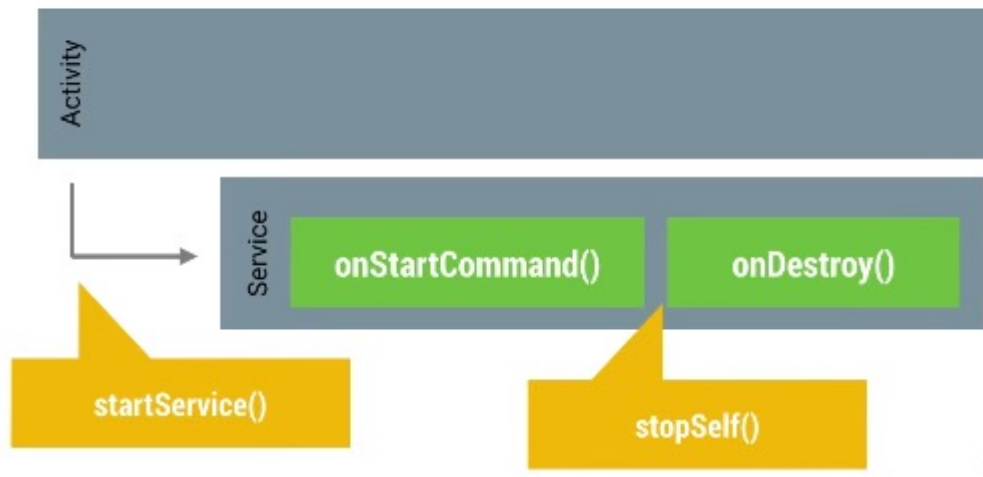 Activity
Service
onStartCommand()
onDestroy()
startService()
stopSelf()